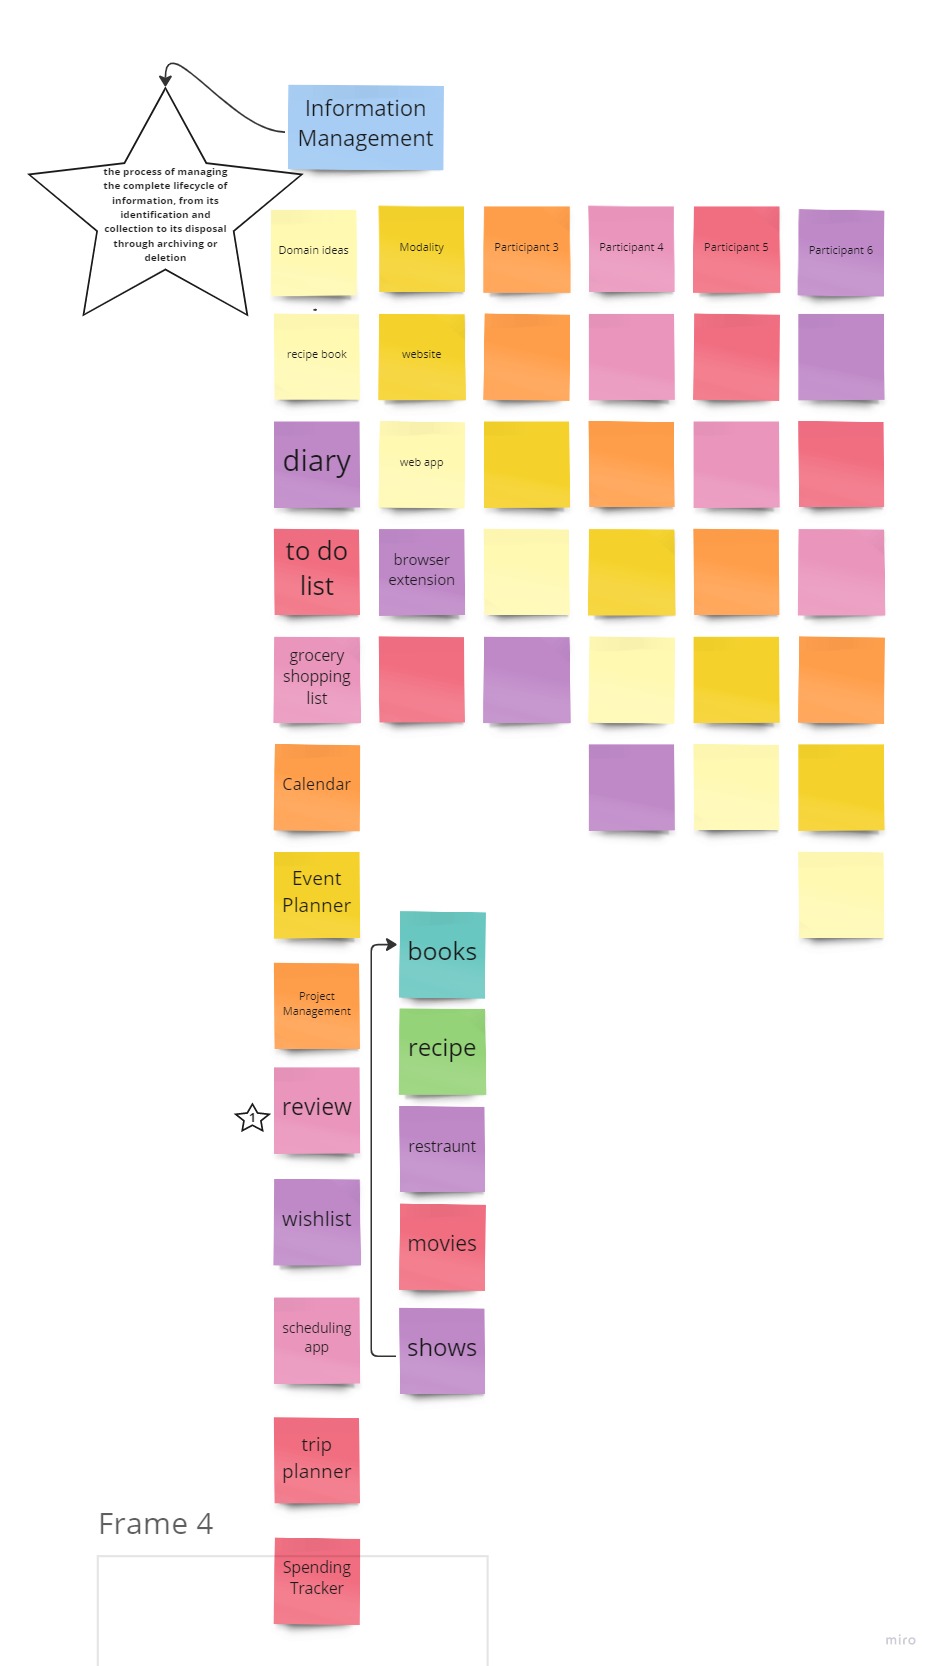 Information
Management
the process of managing
the complete lifecycle of
information, from its
identification and
collection to its disposal
through archiving or
deletion
Domain ideas
Modality
Participant 3
Participant 4
Participant 5
Participant 6
recipe book
website
diary
web app
to do
list
browser
extension
grocery
shopping
list
Calendar
Event
Planner
books
Project
Management
recipe
1
review
restraunt
wishlist
movies
scheduling
app
shows
trip
planner
Frame 4
Spending
Tracker
miro